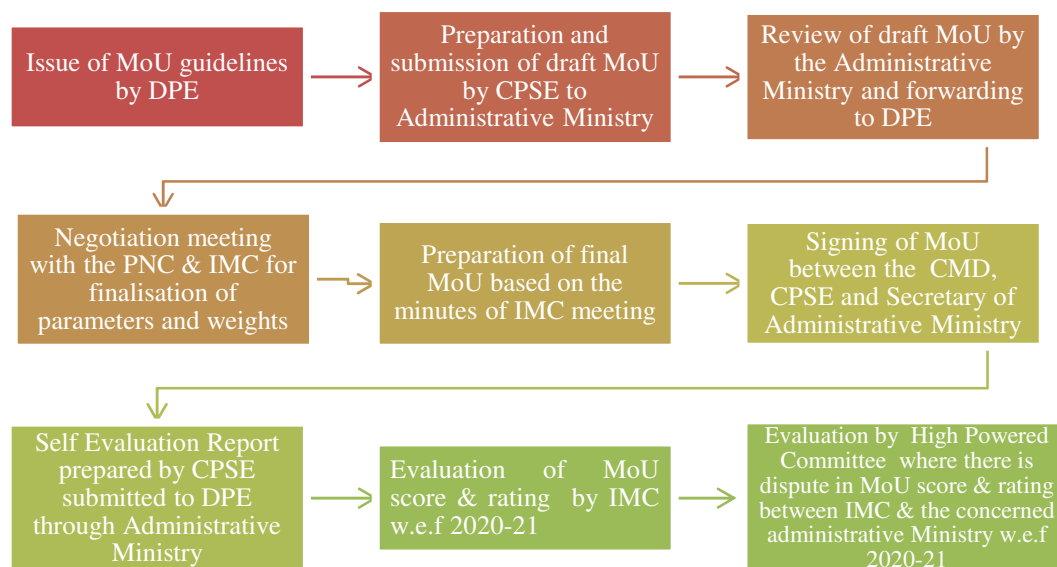 Issue of MoU guidelines
by DPE
Preparation and
submission of draft MoU
by CPSE to
Administrative Ministry
Review of draft MoU by
the Administrative
Ministry and forwarding
to DPE
Negotiation meeting
with the PNC & IMC for
finalisation of
parameters and weights
Preparation of final
MoU based on the
minutes of IMC meeting
Signing of MoU
between the CMD,
CPSE and Secretary of
Administrative Ministry
Self Evaluation Report
prepared by CPSE
submitted to DPE
through Administrative
Ministry
Evaluation of MoU
score & rating by IMC
w.e.f 2020-21
Evaluation by High Powered
Committee where there is
dispute in MoU score & rating
between IMC & the concerned
administrative Ministry w.e.f
2020-21